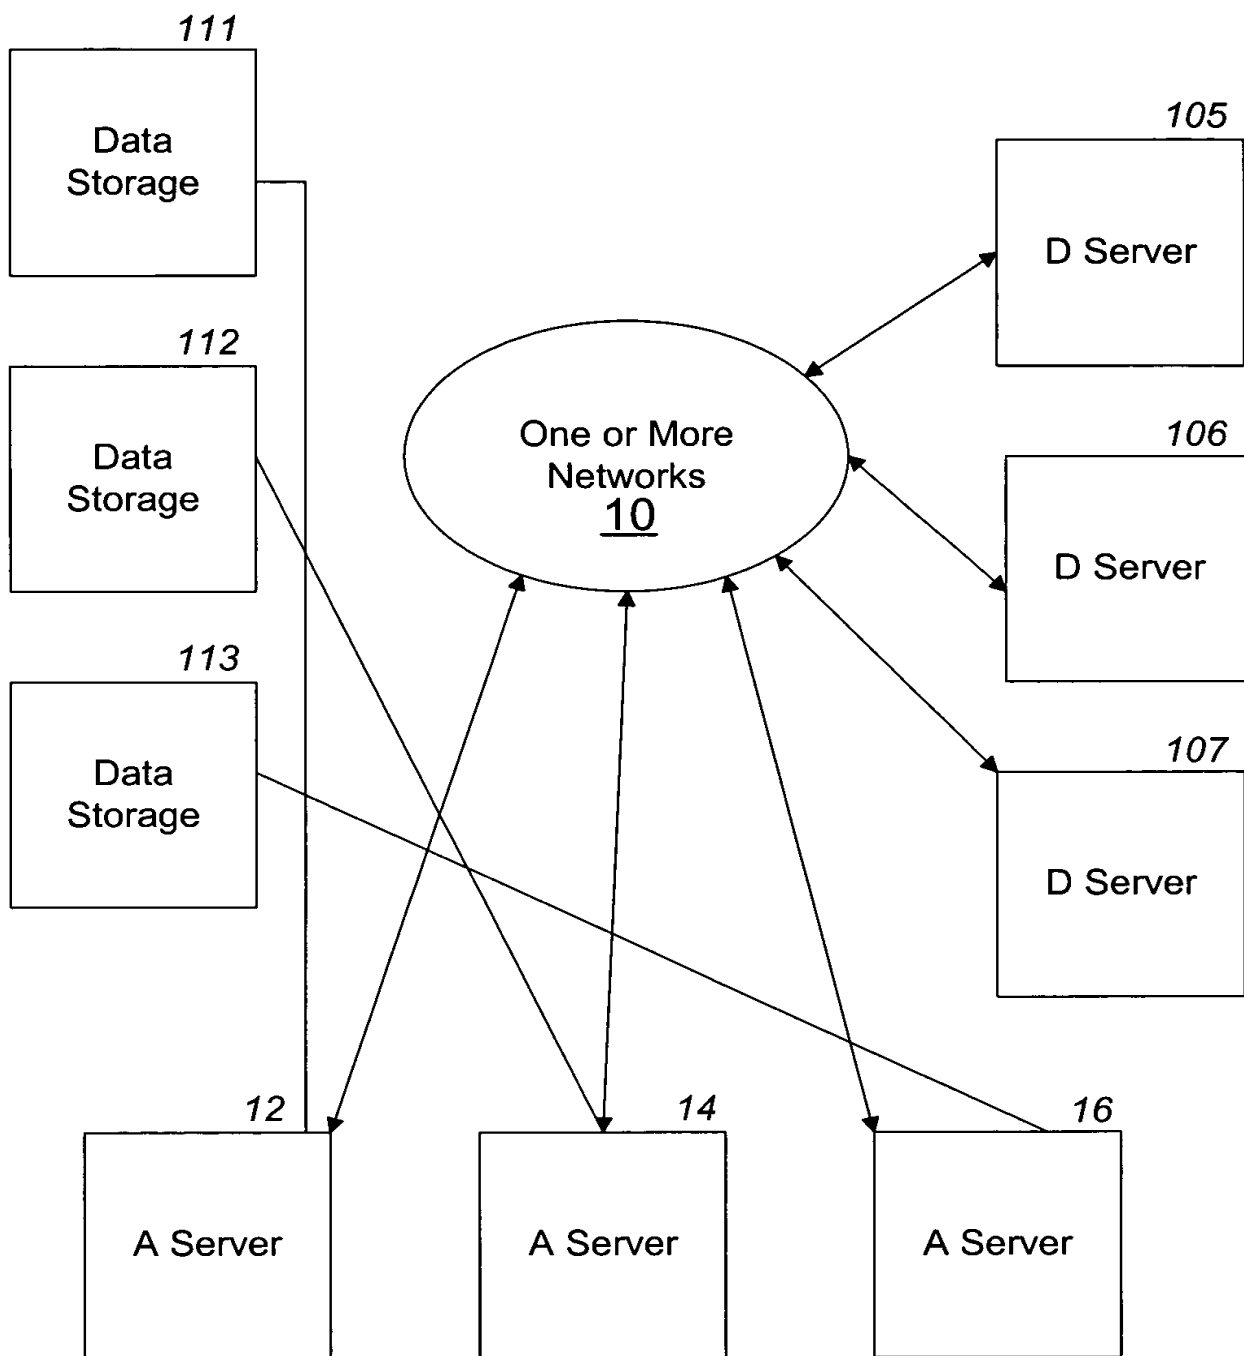 111
Data
Storage
105
D Server
112
Data
Storage
One or More
Networks
10
106
D Server
113
Data
Storage
107
D Server
12
A Server
14
A Server
16
A Server